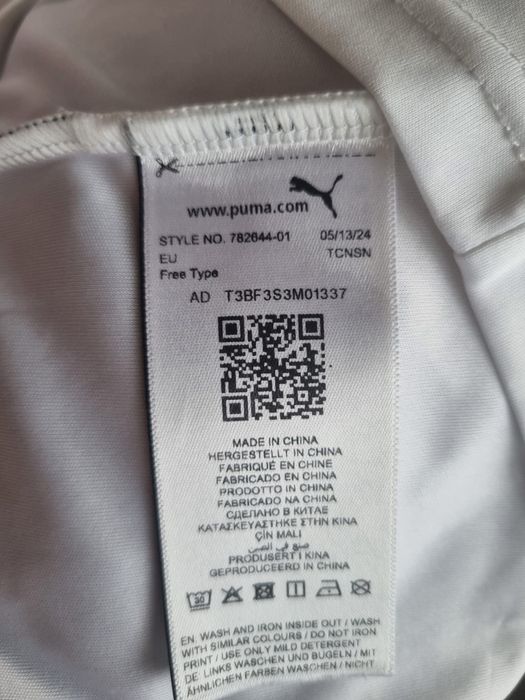 www.puma.com
STYLE NO. 782644-01 05/13/24
EU TCNSN
Free Type
AD T3BF3S3M01337
MADE IN CHINA
HERGESTELLT IN CHINA
FABRIQUÉ EN CHINE
FABRICADO EN CHINA
PRODOTTO IN CHINA
FABRICADO NA CHINA
СДЕЛАНО В КИТАЕ
ΚΑΤΑΣΚΕΥΑΣΤΗΚΕ ΣΤΗΝ ΚΙΝΑ
ÇİN MALI
صنع في الصين
PRODUSERT I KINA
GEPRODUCEERD IN CHINA
30
EN: WASH AND IRON INSIDE OUT / WASH
WITH SIMILAR COLOURS / DO NOT IRON
PRINT / USE ONLY MILD DETERGENT
DE: LINKS WASCHEN UND BÜGELN / MIT
ÄHNLICHEN FARBEN WASCHEN / NICHT